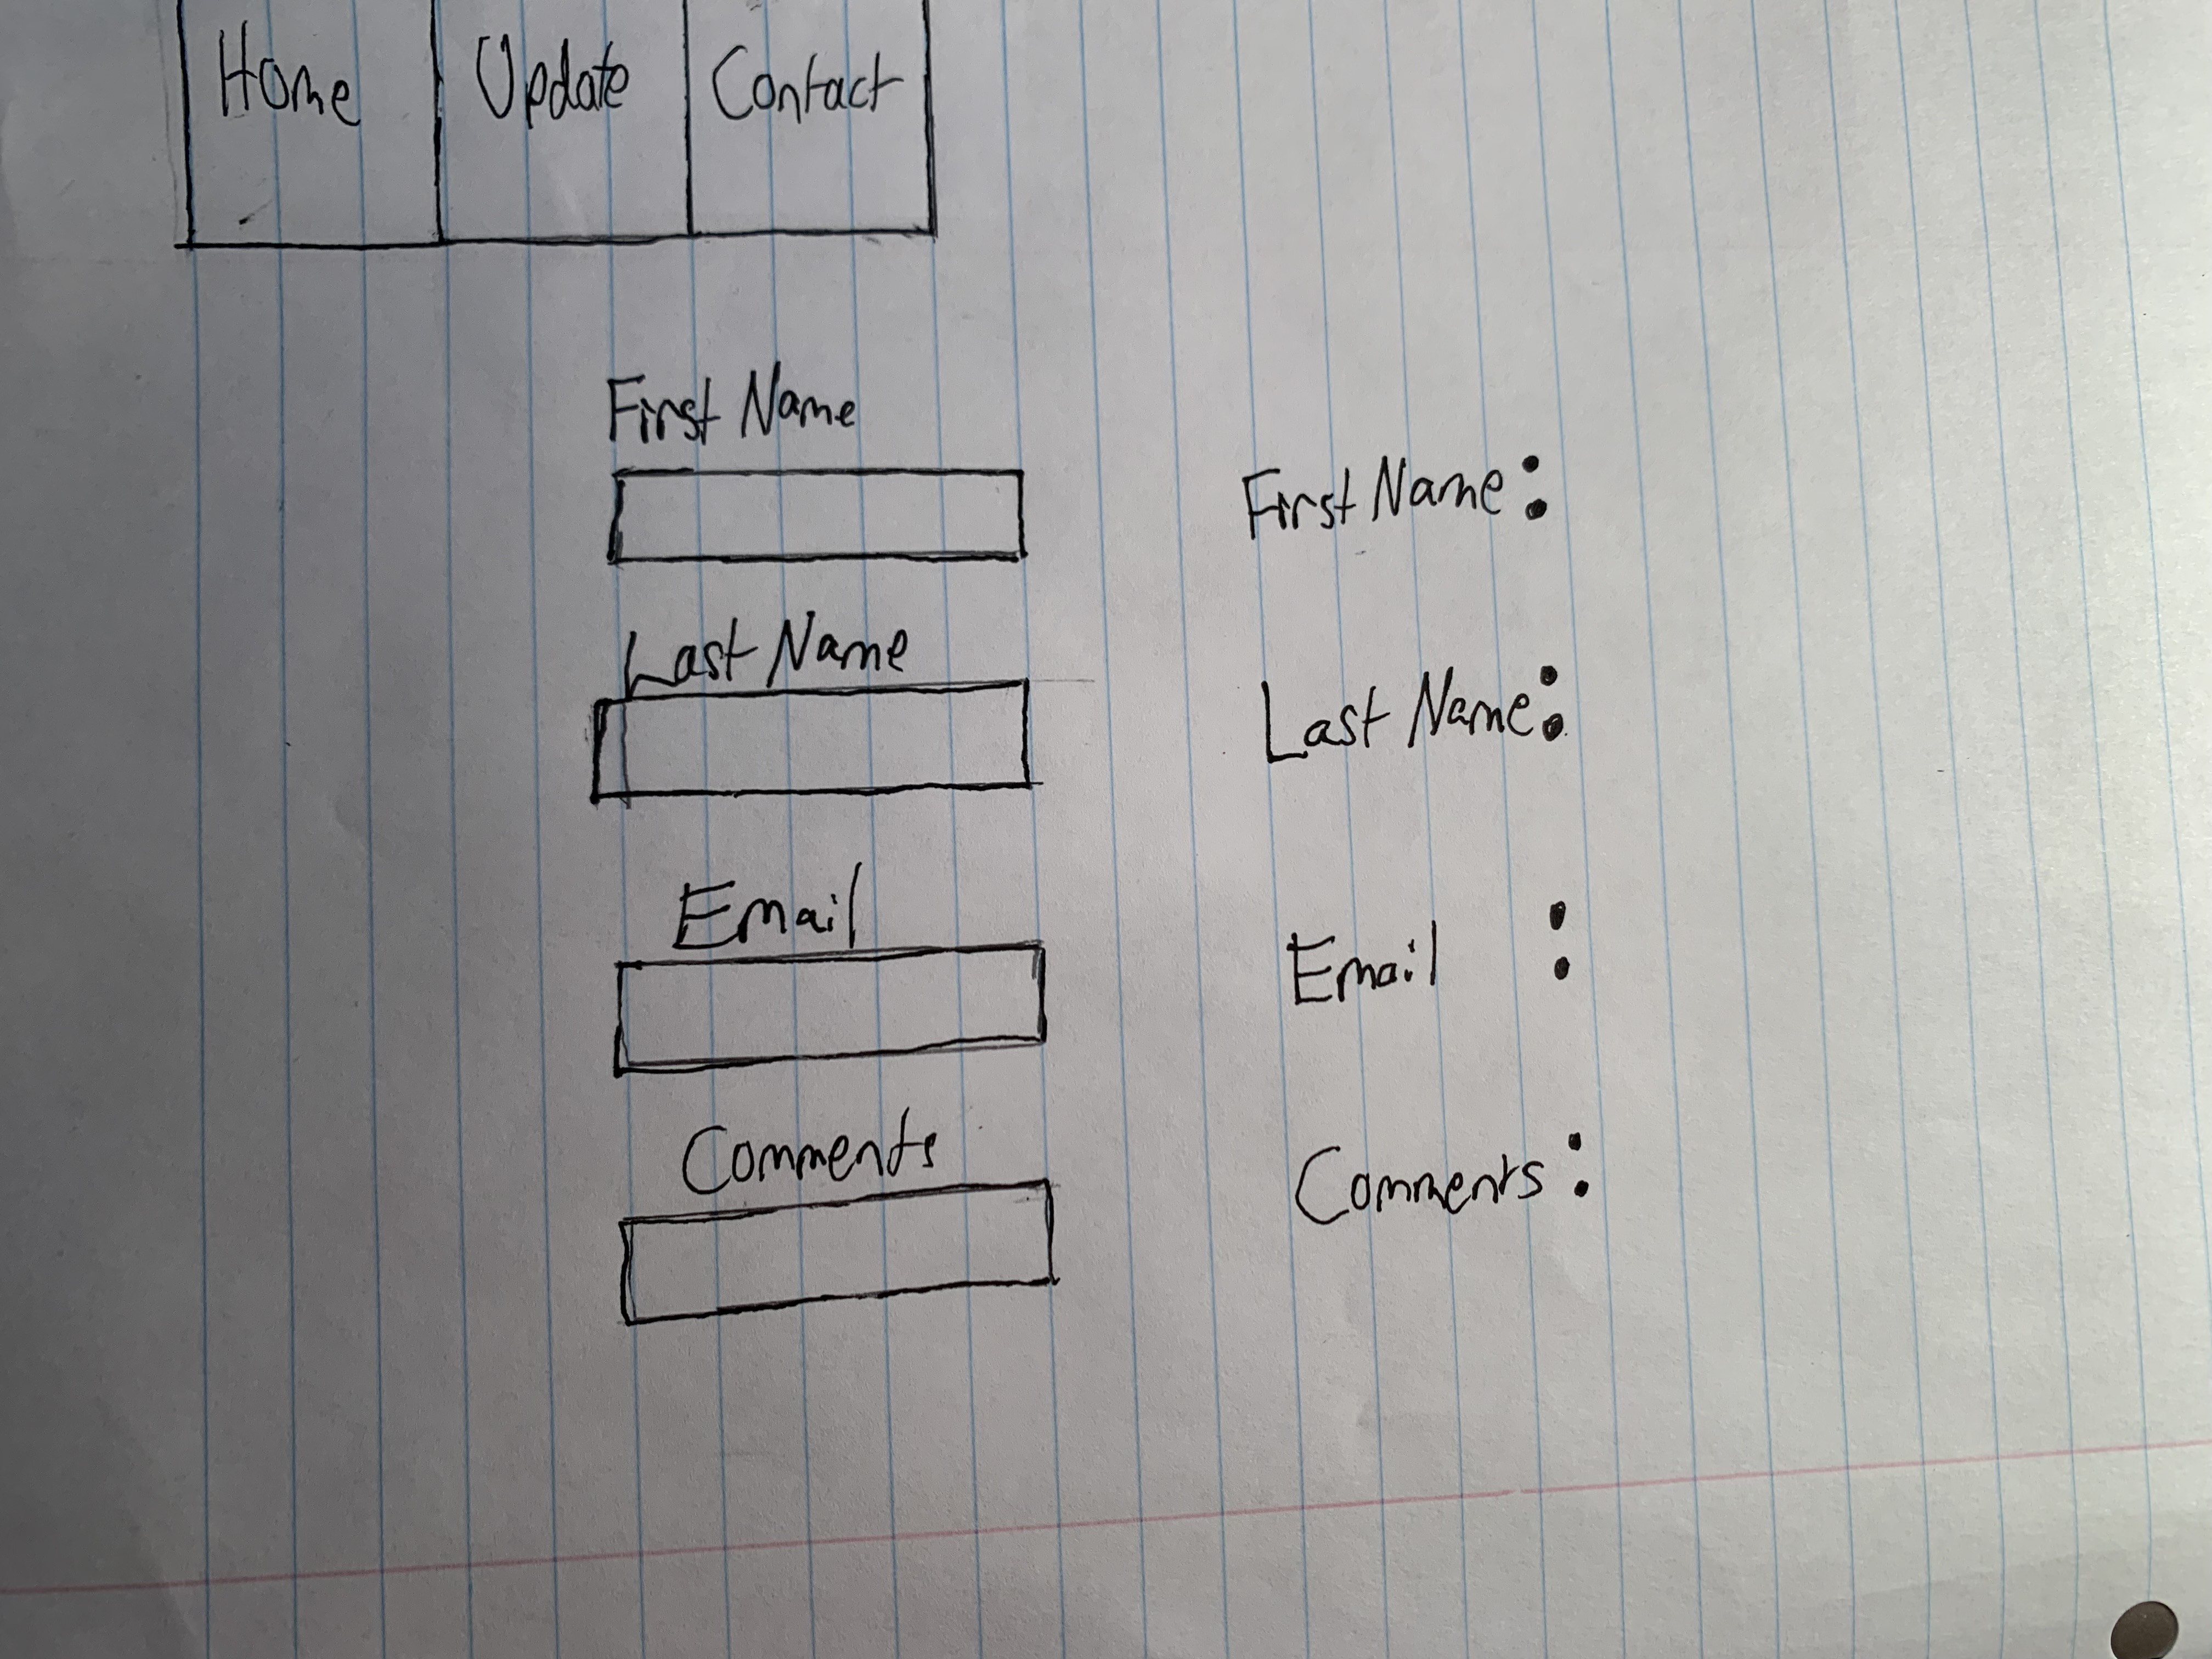 Home Update Contact
First Name
First Name:
Last Name
Last Name:
Email
Email :
Comments
Comments: